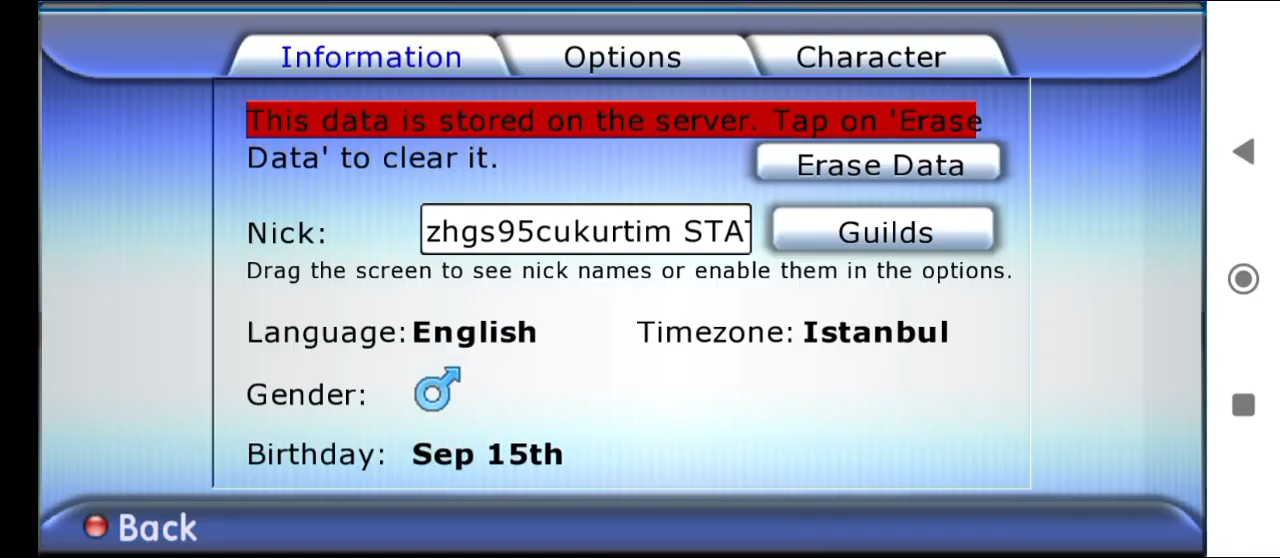 Information Options Character
This data is stored on the server. Tap on 'Erase
Data' to clear it.
Erase Data
Nick: zhgs95cukurtim STAT Guilds
Drag the screen to see nick names or enable them in the options.
Language: English Timezone: Istanbul
Gender:
Birthday: Sep 15th
Back